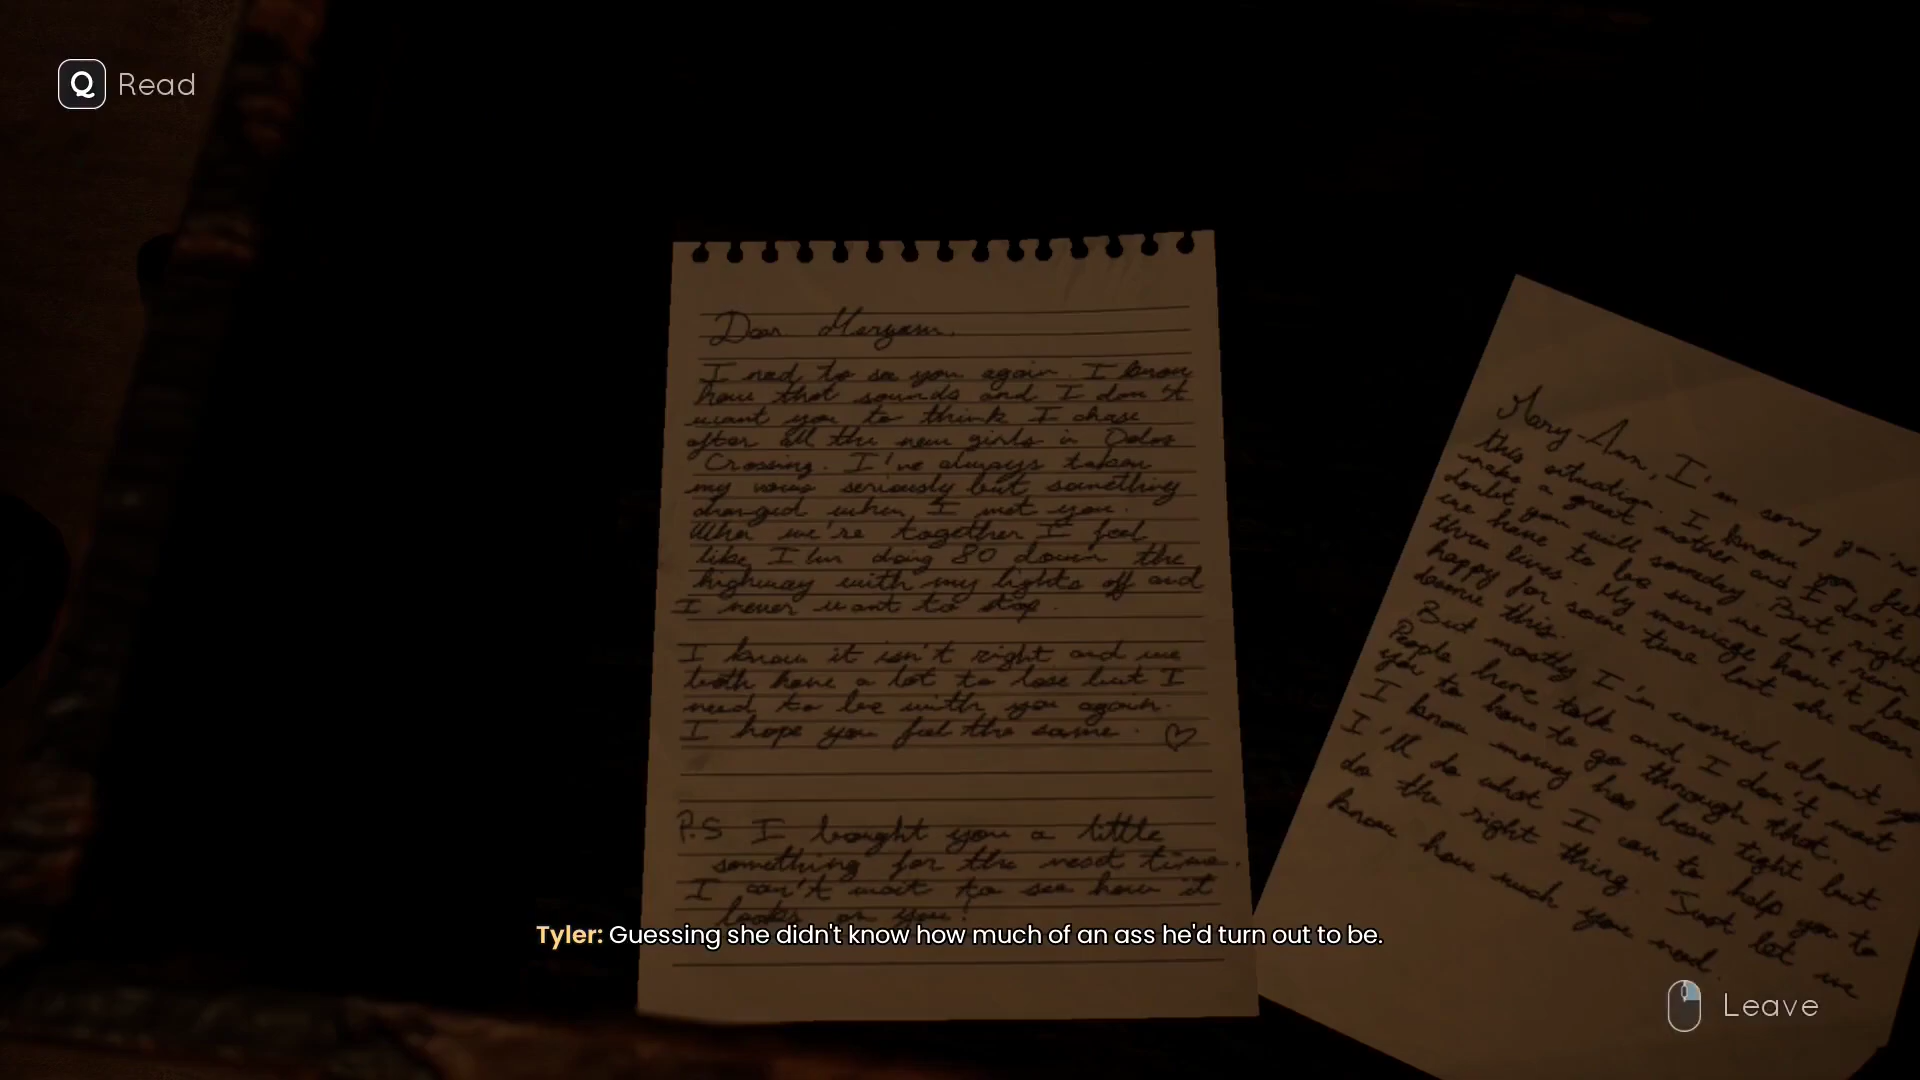 Q Read
Dear Maryann,
I need to see you again. I know
how that sounds and I don't
want you to think I chase
after all the new girls in Delos
Crossing. I've always taken
my vows seriously but something
changed when I met you.
When we're together I feel
like I'm doing 80 down the
highway with my lights off and
I never want to stop.
I know it isn't right and we
both have a lot to lose but I
need to be with you again.
I hope you feel the same. ♡
P.S I bought you a little
something for the next time.
I can't wait to see how it
looks on you!
Mary-Ann, I'm sorry you're
this situation. I know you feel
make a great mother and I don't
doubt you will someday. But right
we have to be sure we don't ruin
three lives. My marriage hasn't
happy for some time but she doesn
this.
But mostly I'm worried about yo
People here talk and I don't want
you to have to go through that.
I know money has been tight but
I'll do what I can to help you to
do the right thing. Just let me
know how much you need.
Tyler: Guessing she didn't know how much of an ass he'd turn out to be.
Leave